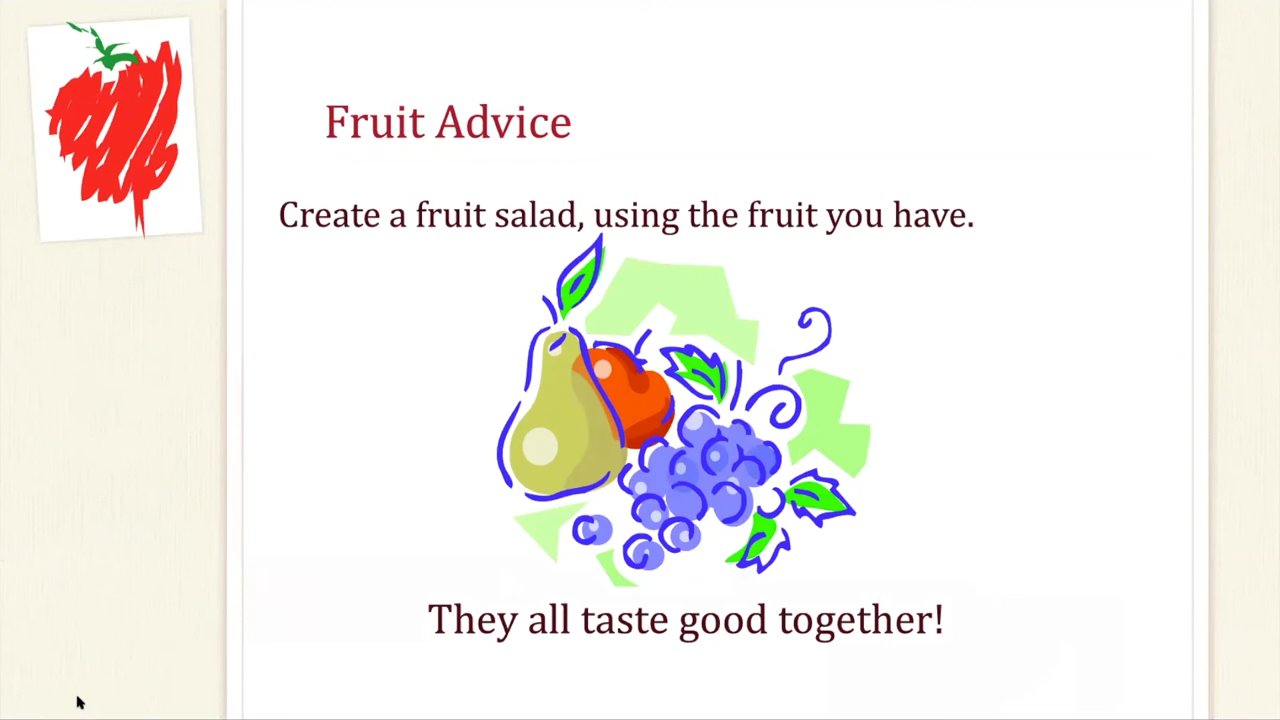 Fruit Advice
Create a fruit salad, using the fruit you have.
They all taste good together!